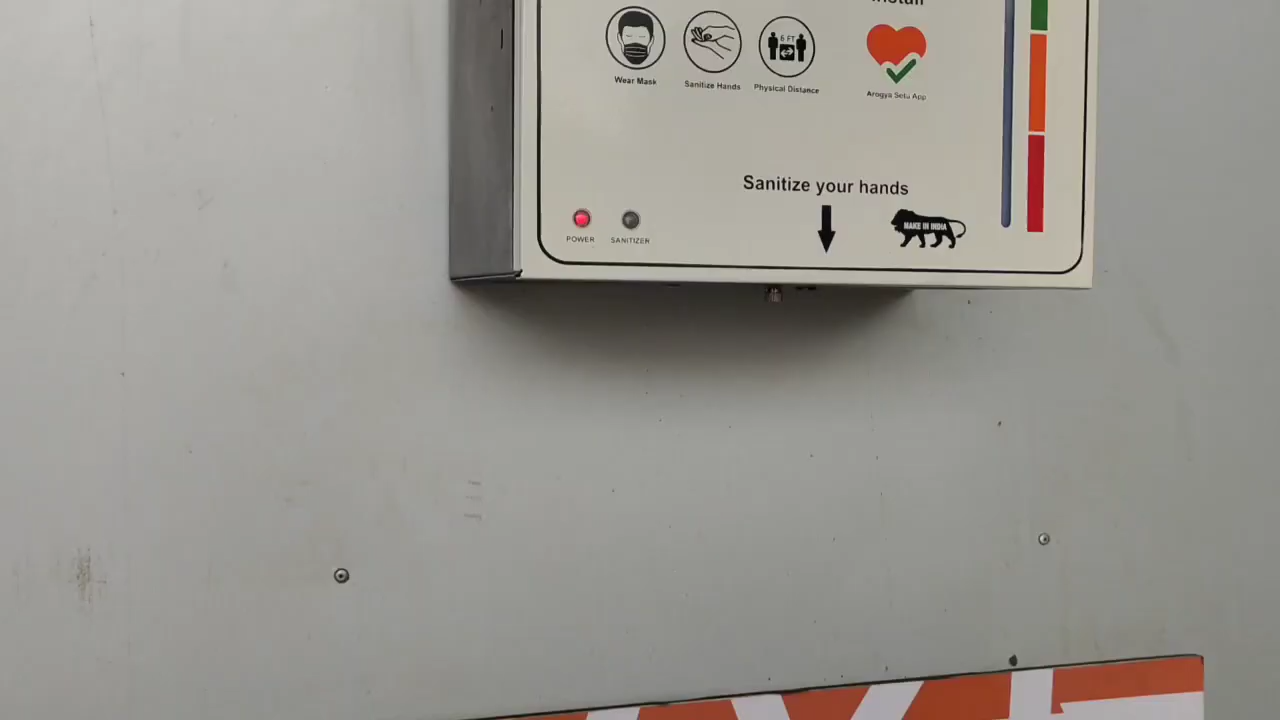 Install
6 FT
Wear Mask
Sanitize Hands
Physical Distance
Arogya Setu App
Sanitize your hands
MAKE IN INDIA
POWER
SANITIZER